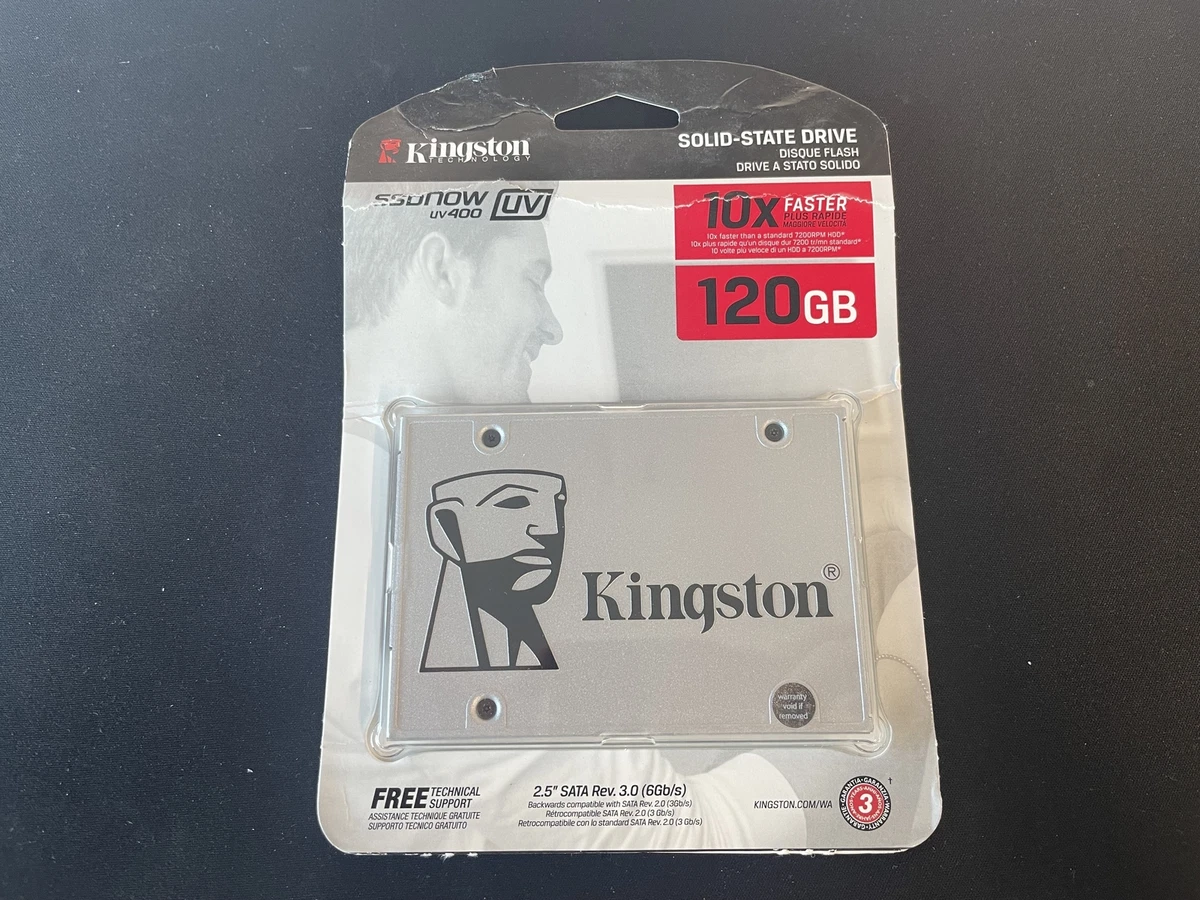 Kingston
TECHNOLOGY
SOLID-STATE DRIVE
DISQUE FLASH
DRIVE A STATO SOLIDO
SSDNOW UV
UV400
10x FASTER
PLUS RAPIDE
MAGGIORE VELOCITÀ
10x faster than a standard 7200RPM HDD*
10x plus rapide qu'un disque dur 7200 tr/mn standard*
10 volte più veloce di un HDD a 7200RPM*
120GB
Kingston®
warranty
void if
removed
FREE TECHNICAL
SUPPORT
ASSISTANCE TECHNIQUE GRATUITE
SUPPORTO TECNICO GRATUITO
2.5" SATA Rev. 3.0 (6Gb/s)
Backwards compatible with SATA Rev. 2.0 (3Gb/s)
Rétrocompatible SATA Rev. 2.0 (3 Gb/s)
Retrocompatibile con lo standard SATA Rev. 2.0 (3 Gb/s)
KINGSTON.COM/WA
GARANTIA•GARANZIA•WARRANTY•GARANTIE
3
†